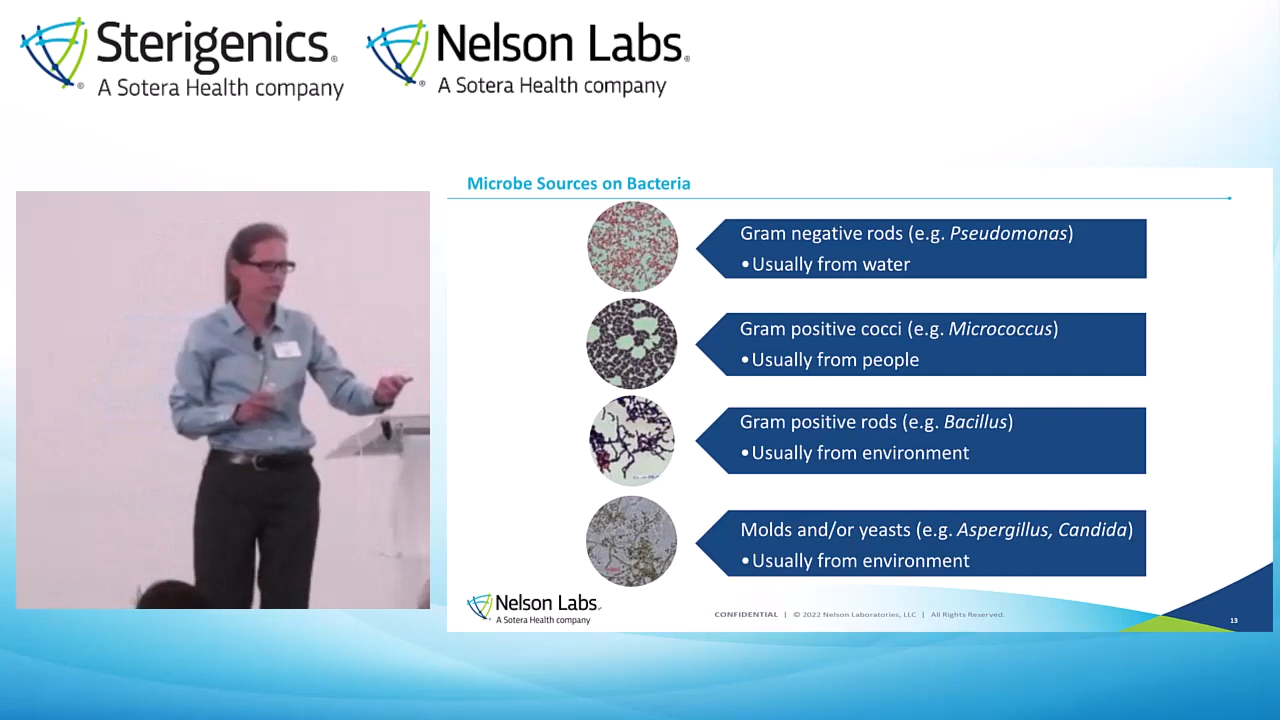 Sterigenics®
A Sotera Health company
Nelson Labs®
A Sotera Health company
Microbe Sources on Bacteria
Gram negative rods (e.g. Pseudomonas)
• Usually from water
Gram positive cocci (e.g. Micrococcus)
• Usually from people
Gram positive rods (e.g. Bacillus)
• Usually from environment
Molds and/or yeasts (e.g. Aspergillus, Candida)
• Usually from environment
Nelson Labs
A Sotera Health company
CONFIDENTIAL | © 2022 Nelson Laboratories, LLC | All Rights Reserved.
13